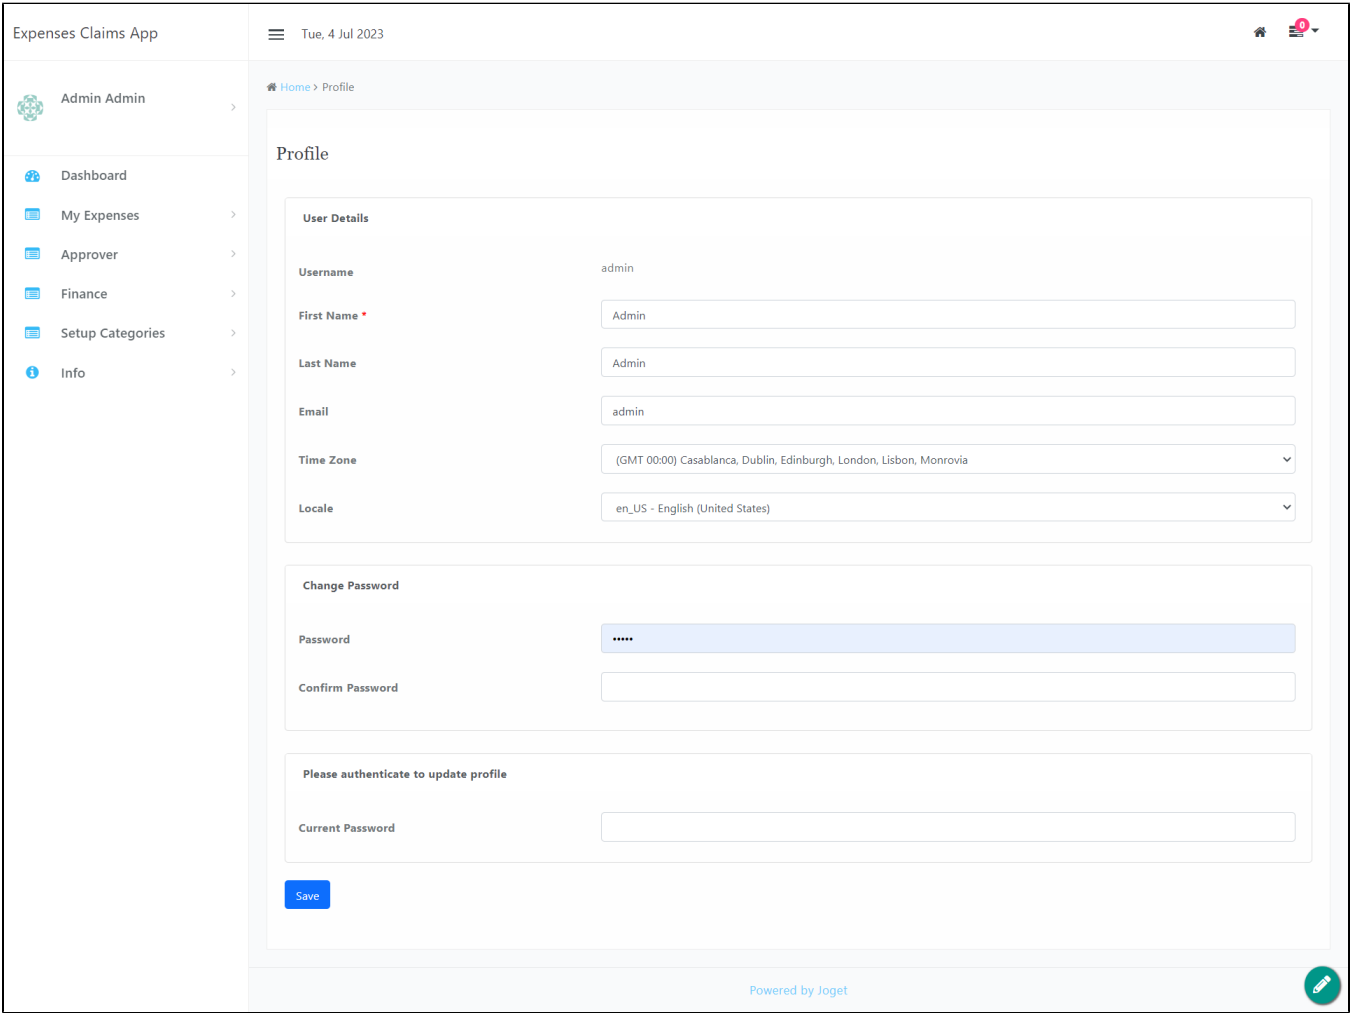 Expenses Claims App
Tue, 4 Jul 2023
0
Admin Admin
Dashboard
My Expenses
Approver
Finance
Setup Categories
Info
Home > Profile
Profile
User Details
Username admin
First Name * Admin
Last Name Admin
Email admin
Time Zone (GMT 00:00) Casablanca, Dublin, Edinburgh, London, Lisbon, Monrovia
Locale en_US - English (United States)
Change Password
Password •••••
Confirm Password
Please authenticate to update profile
Current Password
Save
Powered by Joget